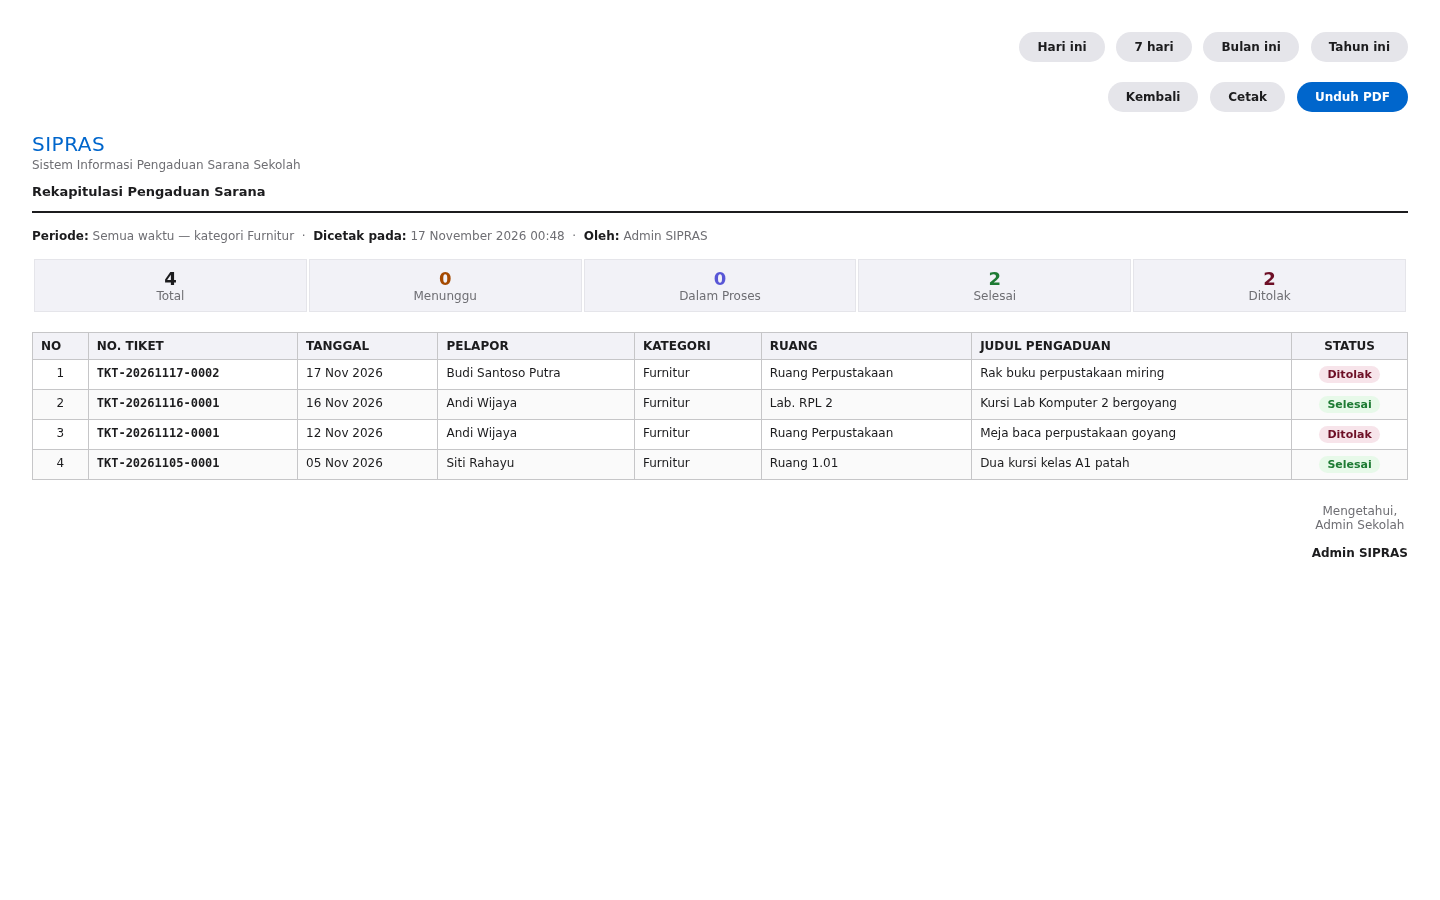 Hari ini 7 hari Bulan ini Tahun ini
Kembali Cetak Unduh PDF
SIPRAS
Sistem Informasi Pengaduan Sarana Sekolah
Rekapitulasi Pengaduan Sarana
Periode: Semua waktu — kategori Furnitur · Dicetak pada: 17 November 2026 00:48 · Oleh: Admin SIPRAS
4 0 0 2 2
Total Menunggu Dalam Proses Selesai Ditolak
NO NO. TIKET TANGGAL PELAPOR KATEGORI RUANG JUDUL PENGADUAN STATUS
1 TKT-20261117-0002 17 Nov 2026 Budi Santoso Putra Furnitur Ruang Perpustakaan Rak buku perpustakaan miring Ditolak
2 TKT-20261116-0001 16 Nov 2026 Andi Wijaya Furnitur Lab. RPL 2 Kursi Lab Komputer 2 bergoyang Selesai
3 TKT-20261112-0001 12 Nov 2026 Andi Wijaya Furnitur Ruang Perpustakaan Meja baca perpustakaan goyang Ditolak
4 TKT-20261105-0001 05 Nov 2026 Siti Rahayu Furnitur Ruang 1.01 Dua kursi kelas A1 patah Selesai
Mengetahui,
Admin Sekolah
Admin SIPRAS